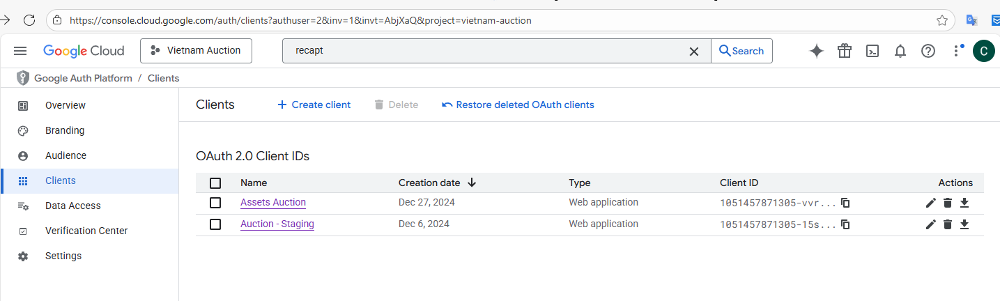 https://console.cloud.google.com/auth/clients?authuser=2&inv=1&invt=AbjXaQ&project=vietnam-auction
Google Cloud Vietnam Auction recapt Search C
Google Auth Platform / Clients
Overview
Branding
Audience
Clients
Data Access
Verification Center
Settings
Clients Create client Delete Restore deleted OAuth clients
OAuth 2.0 Client IDs
Name Creation date Type Client ID Actions
Assets Auction Dec 27, 2024 Web application 1051457871305-vvr...
Auction - Staging Dec 6, 2024 Web application 1051457871305-15s...